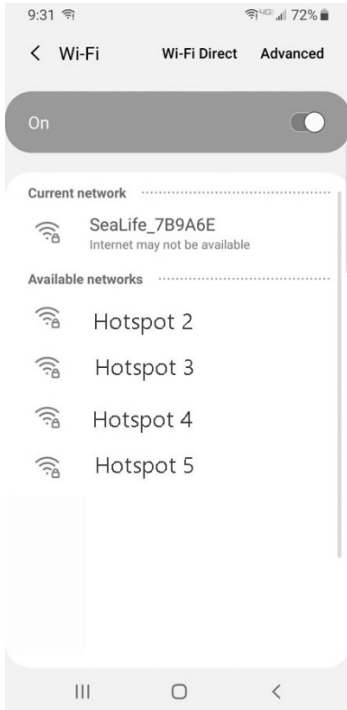 9:31 4G 72%
Wi-Fi Wi-Fi Direct Advanced
On
Current network
SeaLife_7B9A6E
Internet may not be available
Available networks
Hotspot 2
Hotspot 3
Hotspot 4
Hotspot 5